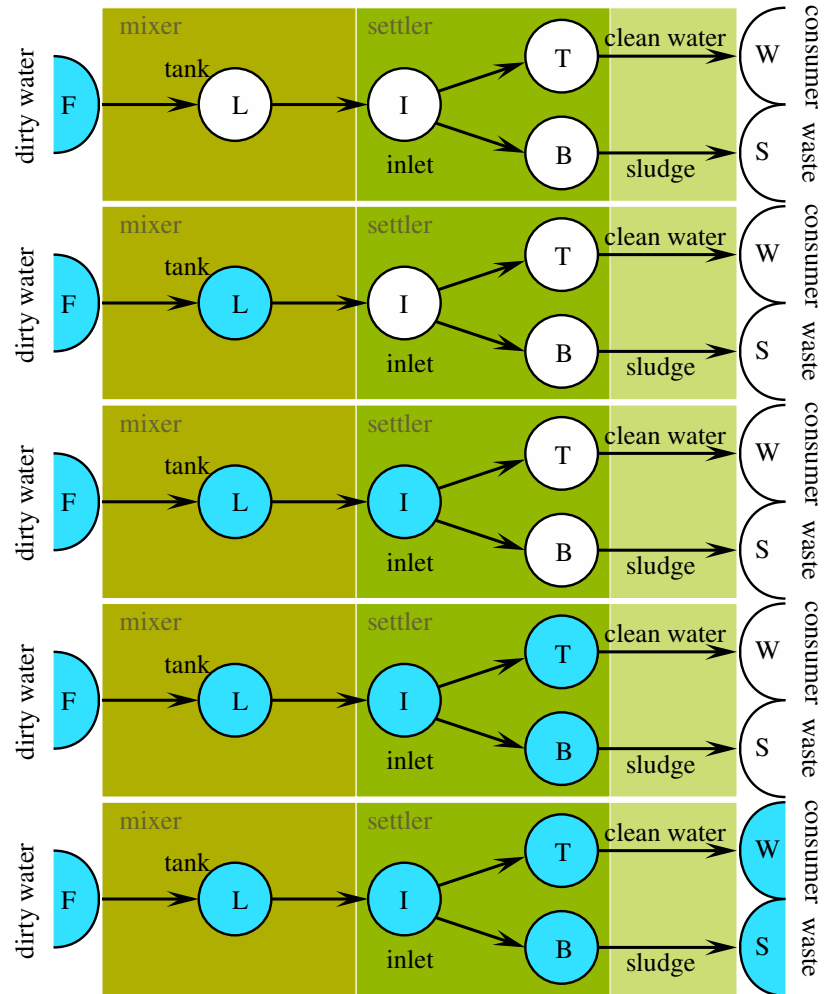 mixer
settler
clean water
consumer
tank
T
W
dirty water
F
L
I
inlet
B
sludge
S
waste
mixer
settler
clean water
consumer
tank
T
W
dirty water
F
L
I
inlet
B
sludge
S
waste
mixer
settler
clean water
consumer
tank
T
W
dirty water
F
L
I
inlet
B
sludge
S
waste
mixer
settler
clean water
consumer
tank
T
W
dirty water
F
L
I
inlet
B
sludge
S
waste
mixer
settler
clean water
consumer
tank
T
W
dirty water
F
L
I
inlet
B
sludge
S
waste